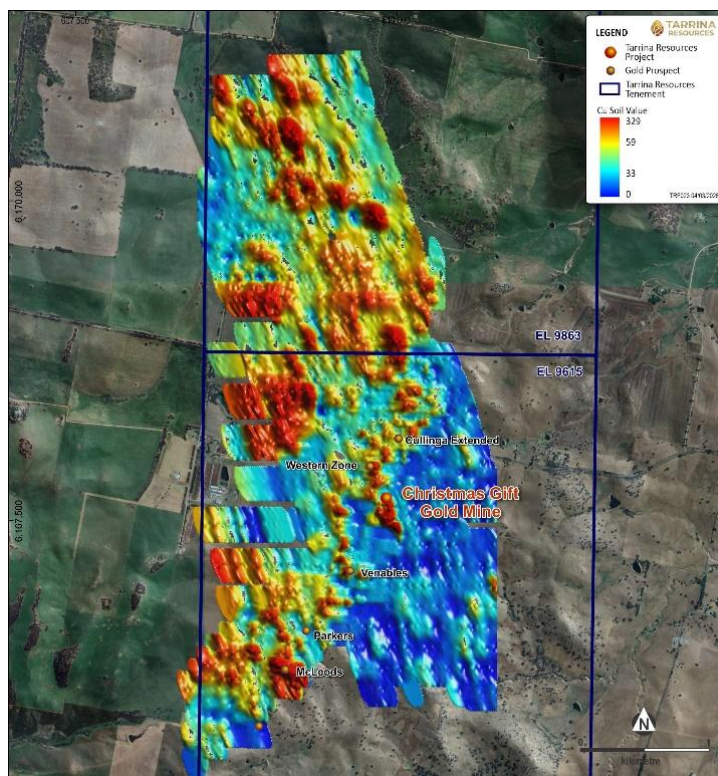 LEGEND
TARRINA
RESOURCES
Tarrina Resources
Project
Gold Prospect
Tarrina Resources
Tenement
Cu Soil Value
329
59
33
0
6,170,000
EL 9863
EL 9615
Cullinga Extended
Western Zone
Christmas Gift
Gold Mine
6,167,500
Venables
Parkers
McLeods
N
0
1
kilometre